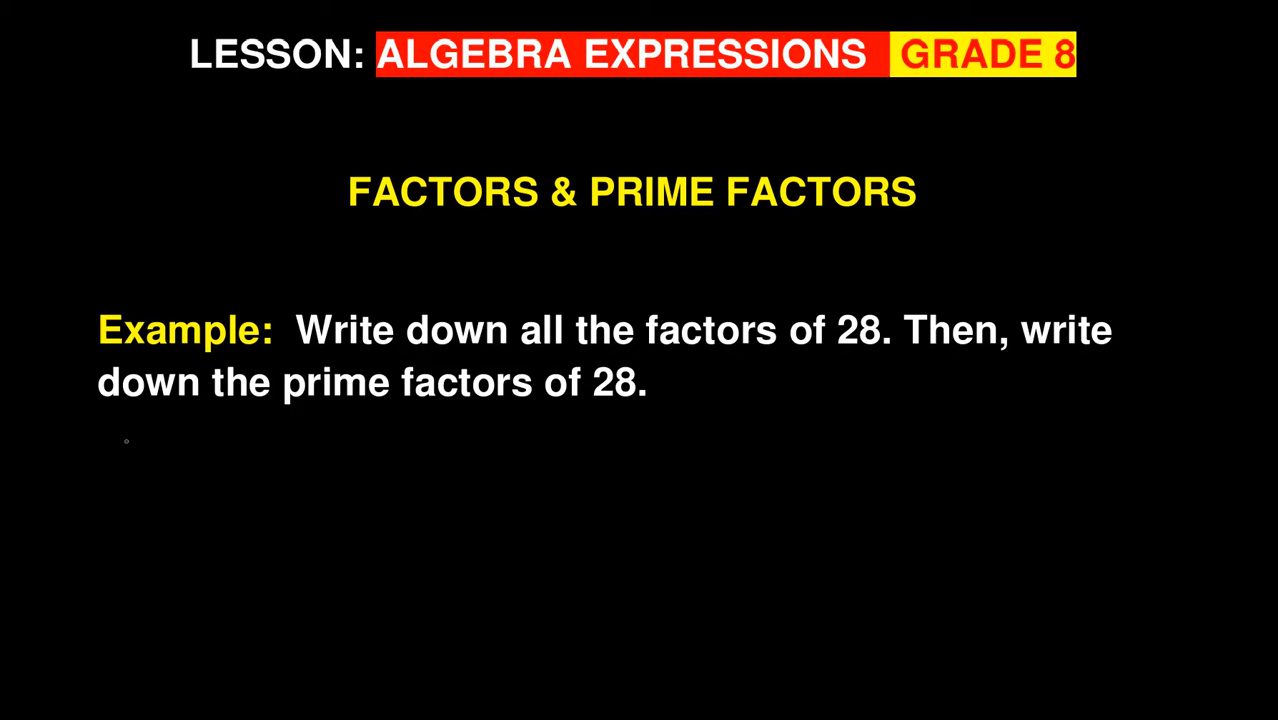 LESSON: ALGEBRA EXPRESSIONS GRADE 8
FACTORS & PRIME FACTORS
Example: Write down all the factors of 28. Then, write
down the prime factors of 28.